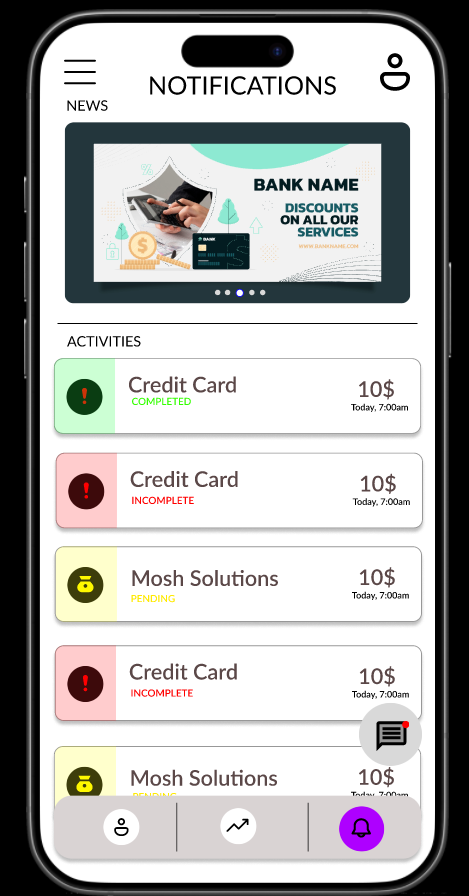 NOTIFICATIONS
NEWS
BANK NAME
DISCOUNTS
ON ALL OUR
SERVICES
WWW.BANKNAME.COM
BANK
ACTIVITIES
Credit Card
COMPLETED
10$
Today, 7:00am
Credit Card
INCOMPLETE
10$
Today, 7:00am
Mosh Solutions
PENDING
10$
Today, 7:00am
Credit Card
INCOMPLETE
10$
Today, 7:00am
Mosh Solutions
PENDING
10$
Today, 7:00am